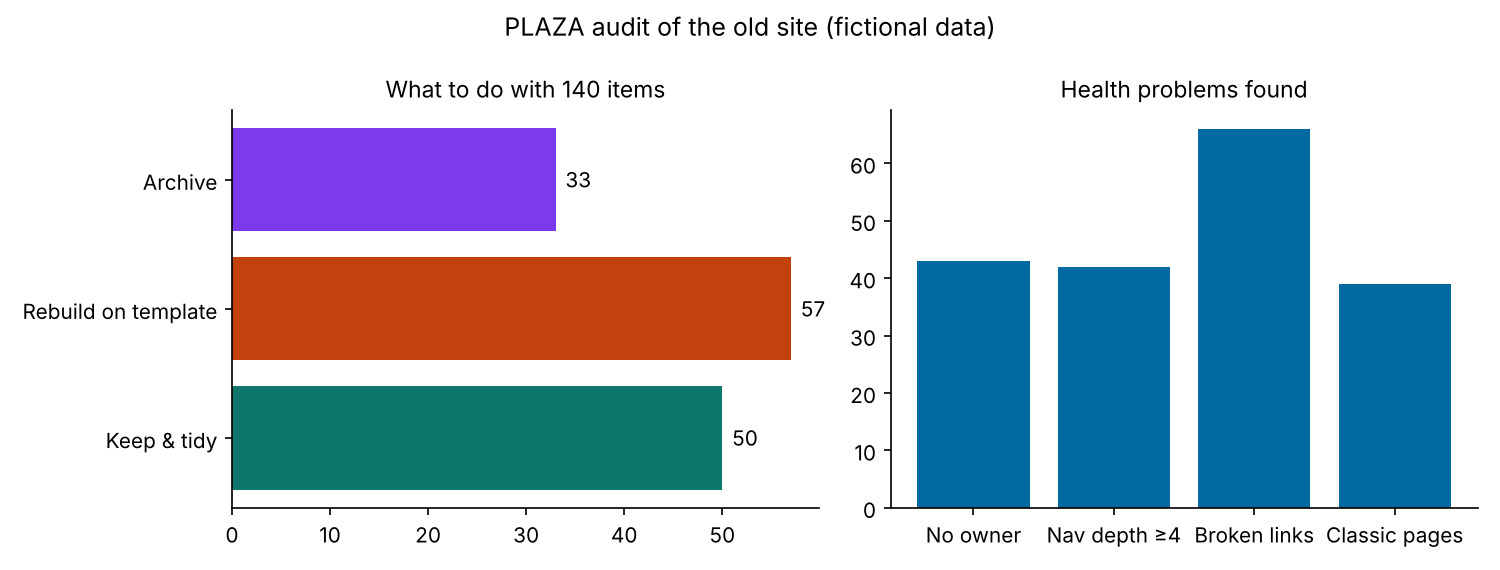 PLAZA audit of the old site (fictional data)
What to do with 140 items
Archive
33
Rebuild on template
57
Keep & tidy
50
0 10 20 30 40 50
Health problems found
60
50
40
30
20
10
0
No owner Nav depth ≥4 Broken links Classic pages